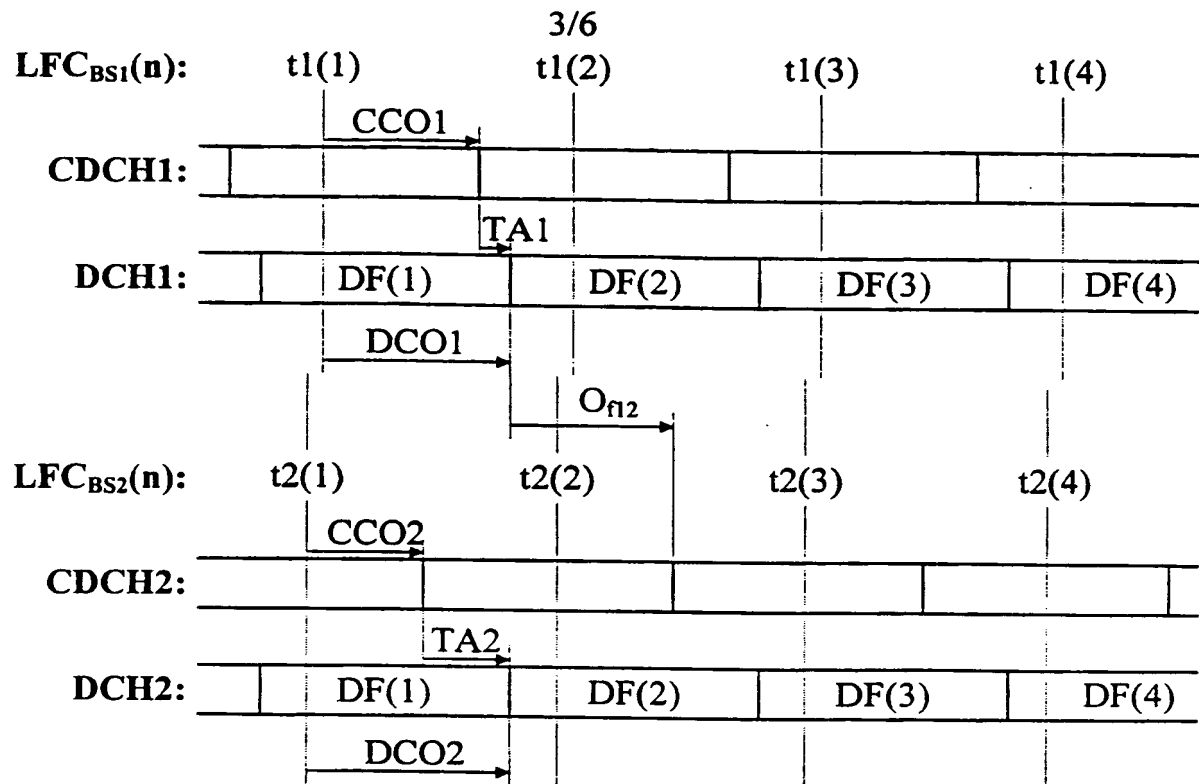 3/6
LFC_BS1(n): t1(1) t1(2) t1(3) t1(4)
CCO1
CDCH1:
TA1
DCH1: DF(1) DF(2) DF(3) DF(4)
DCO1
O_f12
LFC_BS2(n): t2(1) t2(2) t2(3) t2(4)
CCO2
CDCH2:
TA2
DCH2: DF(1) DF(2) DF(3) DF(4)
DCO2